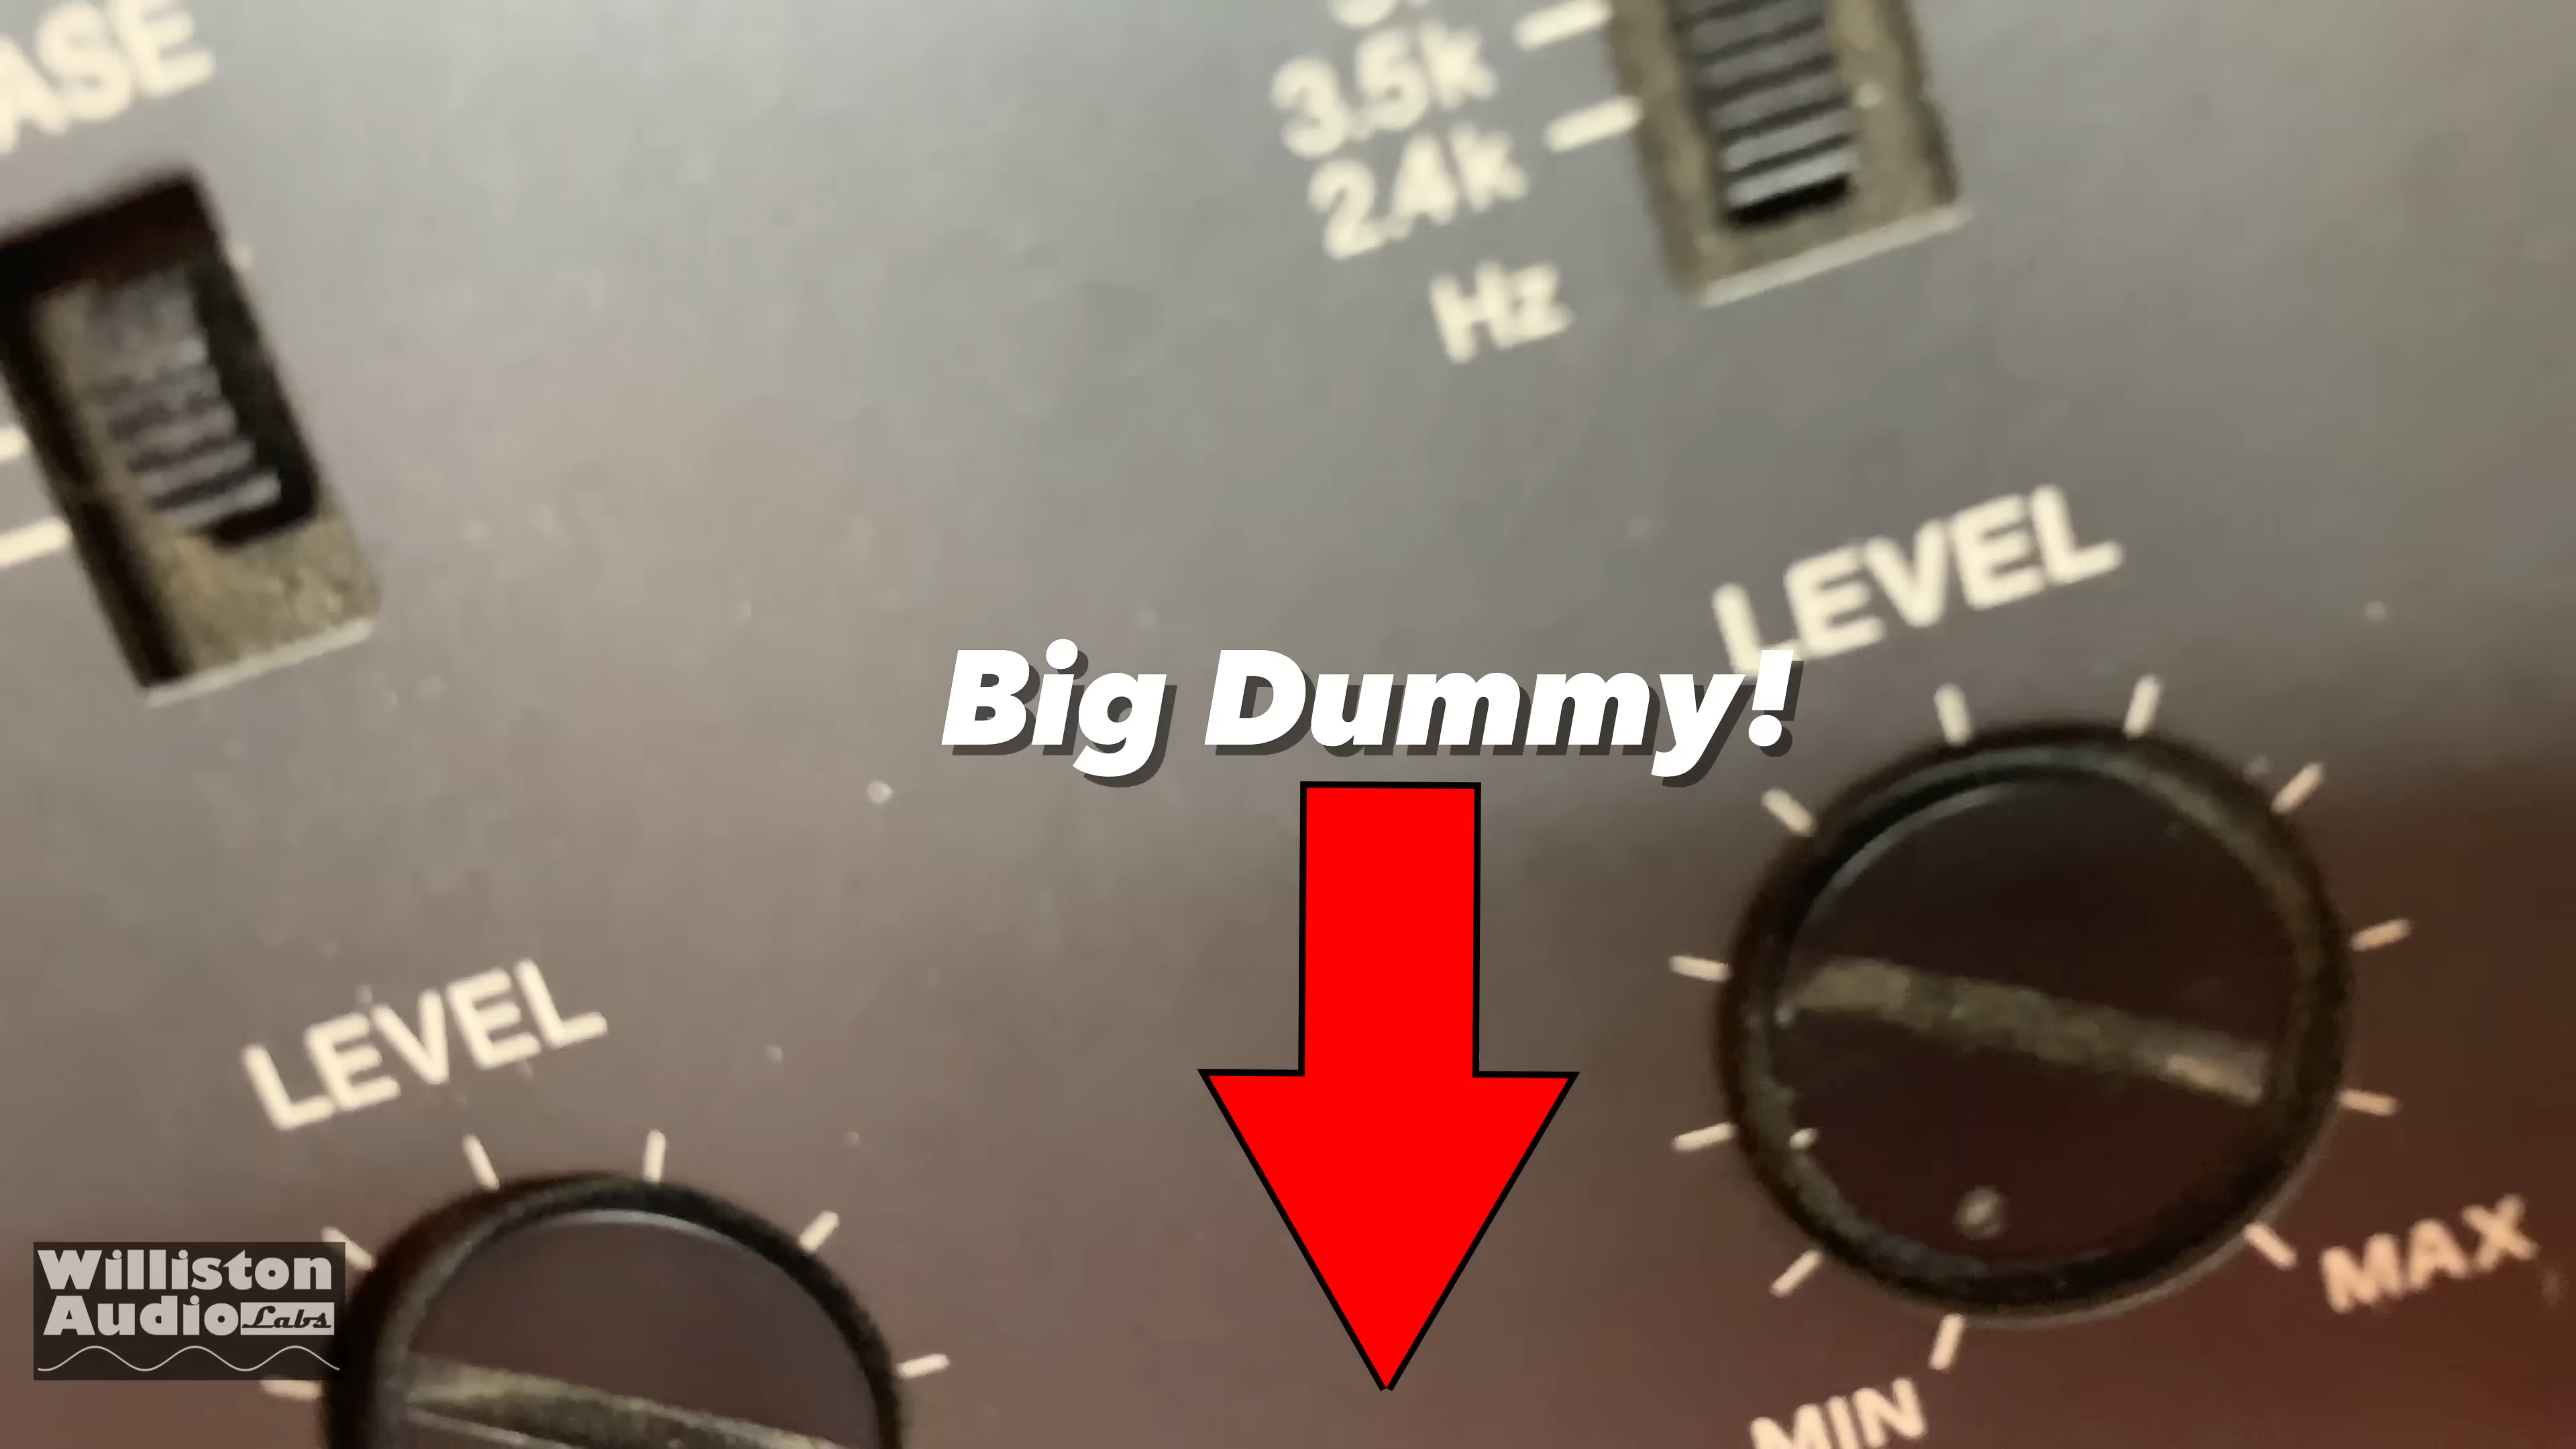 ASE
3.5k
2.4k
Hz
LEVEL
Big Dummy!
LEVEL
MAX
MIN
Williston
Audio Labs